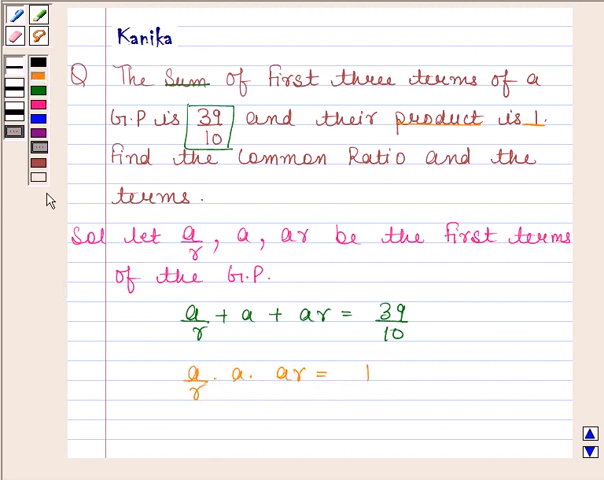 Kanika
Q The Sum of first three terms of a
G.P is 39/10 and their product is 1.
Find the Common Ratio and the
terms.
Sol let a/r, a, ar be the first terms
of the G.P.
a/r + a + ar = 39/10
a/r . a . ar = 1